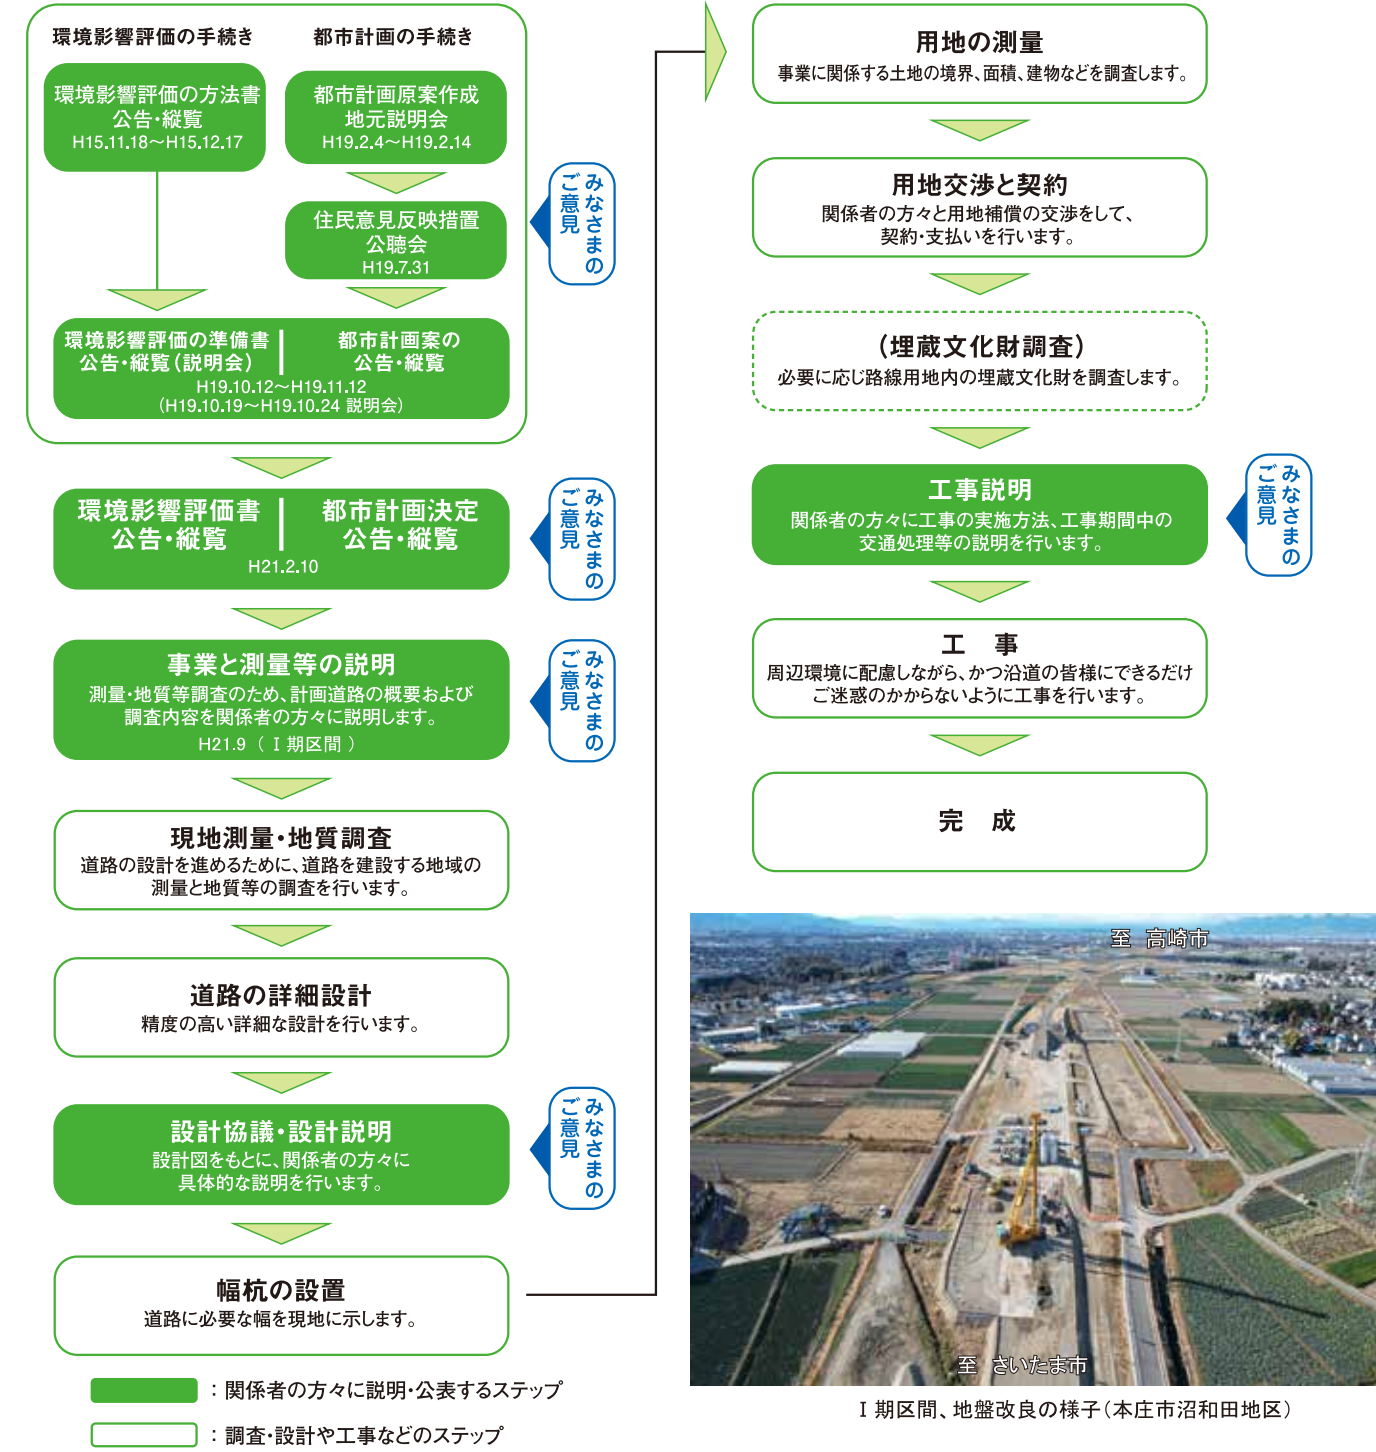 環境影響評価の手続き
都市計画の手続き
環境影響評価の方法書
公告・縦覧
H15.11.18～H15.12.17
都市計画原案作成
地元説明会
H19.2.4～H19.2.14
住民意見反映措置
公聴会
H19.7.31
みなさまの
ご意見
環境影響評価の準備書
公告・縦覧(説明会)
都市計画案の
公告・縦覧
H19.10.12～H19.11.12
(H19.10.19～H19.10.24 説明会)
環境影響評価書
公告・縦覧
都市計画決定
公告・縦覧
H21.2.10
みなさまの
ご意見
事業と測量等の説明
測量・地質等調査のため、計画道路の概要および
調査内容を関係者の方々に説明します。
H21.9 ( Ⅰ期区間 )
みなさまの
ご意見
現地測量・地質調査
道路の設計を進めるために、道路を建設する地域の
測量と地質等の調査を行います。
道路の詳細設計
精度の高い詳細な設計を行います。
設計協議・設計説明
設計図をもとに、関係者の方々に
具体的な説明を行います。
みなさまの
ご意見
幅杭の設置
道路に必要な幅を現地に示します。
：関係者の方々に説明・公表するステップ
：調査・設計や工事などのステップ
用地の測量
事業に関係する土地の境界、面積、建物などを調査します。
用地交渉と契約
関係者の方々と用地補償の交渉をして、
契約・支払いを行います。
(埋蔵文化財調査)
必要に応じ路線用地内の埋蔵文化財を調査します。
工事説明
関係者の方々に工事の実施方法、工事期間中の
交通処理等の説明を行います。
みなさまの
ご意見
工 事
周辺環境に配慮しながら、かつ沿道の皆様にできるだけ
ご迷惑のかからないように工事を行います。
完 成
至 高崎市
至 さいたま市
Ⅰ期区間、地盤改良の様子(本庄市沼和田地区)